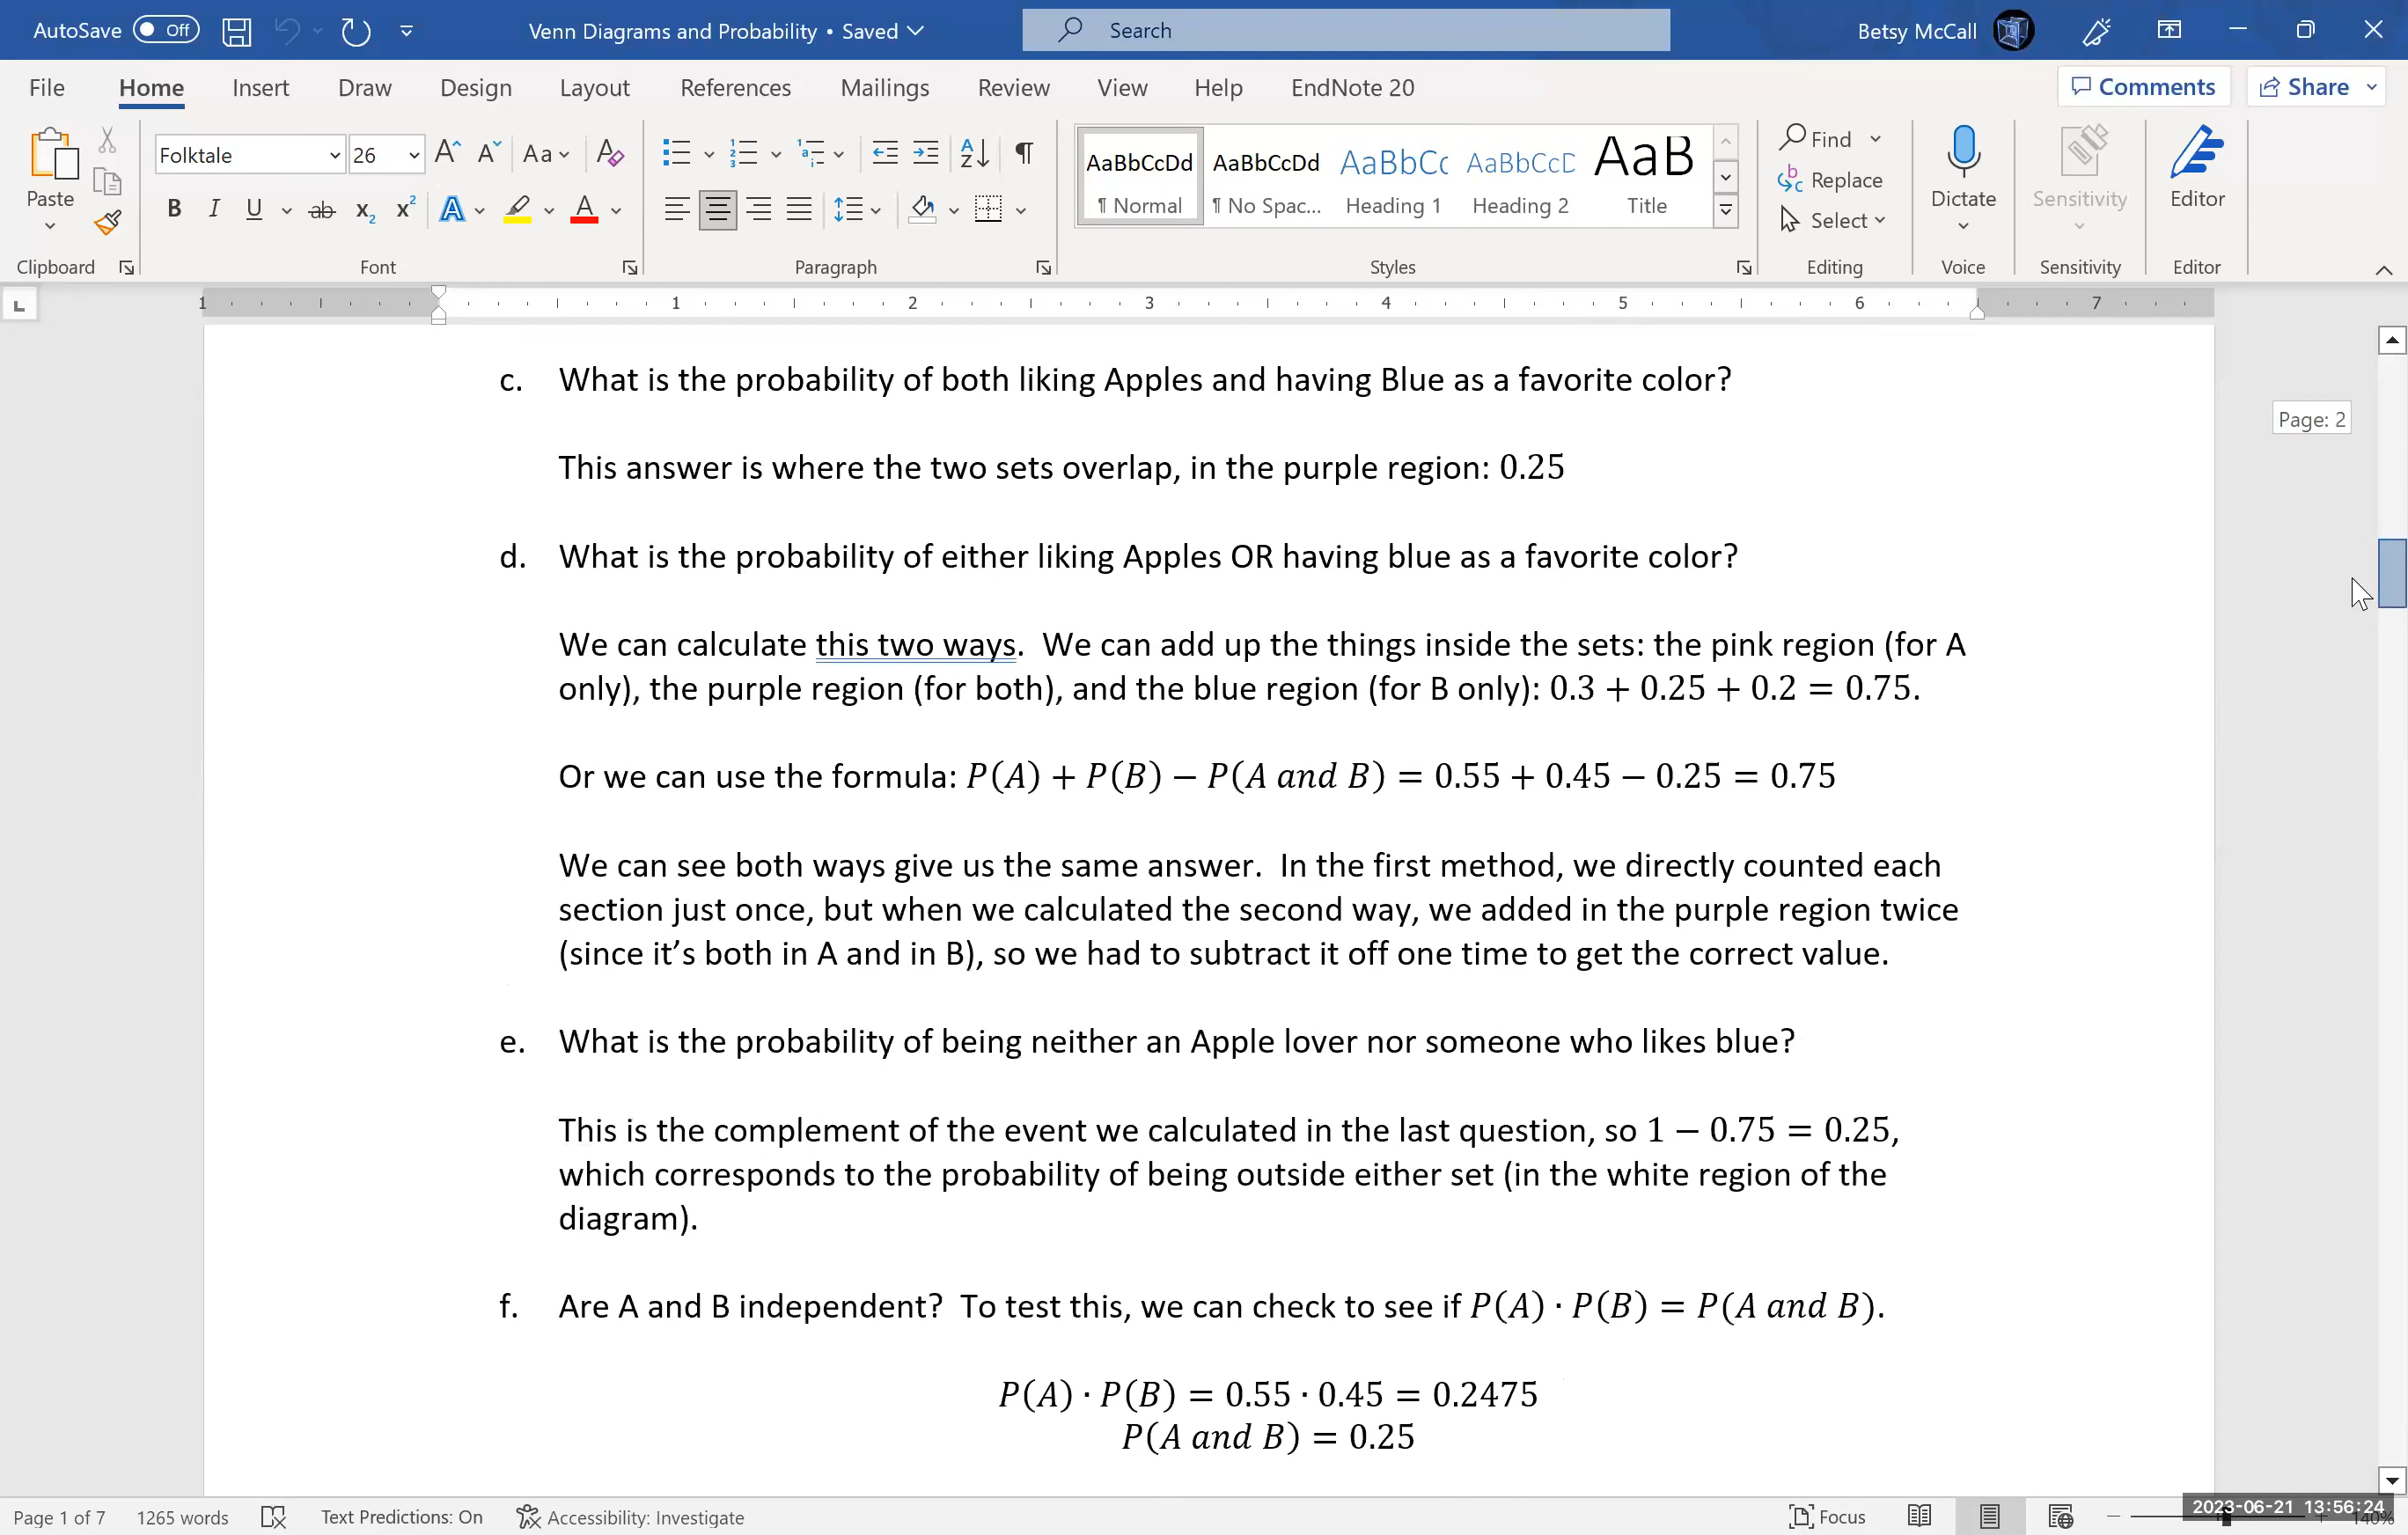 AutoSave Off Venn Diagrams and Probability • Saved Search Betsy McCall
File Home Insert Draw Design Layout References Mailings Review View Help EndNote 20 Comments Share
Paste
Clipboard
Folktale 26
Font
Paragraph
AaBbCcDd AaBbCcDd AaBbCc AaBbCcD AaB
¶ Normal ¶ No Spac... Heading 1 Heading 2 Title
Styles
Find
Replace
Select
Editing
Dictate
Voice
Sensitivity
Sensitivity
Editor
Editor
1 1 2 3 4 5 6 7
Page: 2
c. What is the probability of both liking Apples and having Blue as a favorite color?
This answer is where the two sets overlap, in the purple region: 0.25
d. What is the probability of either liking Apples OR having blue as a favorite color?
We can calculate this two ways. We can add up the things inside the sets: the pink region (for A
only), the purple region (for both), and the blue region (for B only): 0.3 + 0.25 + 0.2 = 0.75.
Or we can use the formula: P(A) + P(B) − P(A and B) = 0.55 + 0.45 − 0.25 = 0.75
We can see both ways give us the same answer. In the first method, we directly counted each
section just once, but when we calculated the second way, we added in the purple region twice
(since it’s both in A and in B), so we had to subtract it off one time to get the correct value.
e. What is the probability of being neither an Apple lover nor someone who likes blue?
This is the complement of the event we calculated in the last question, so 1 − 0.75 = 0.25,
which corresponds to the probability of being outside either set (in the white region of the
diagram).
f. Are A and B independent? To test this, we can check to see if P(A) · P(B) = P(A and B).
P(A) · P(B) = 0.55 · 0.45 = 0.2475
P(A and B) = 0.25
Page 1 of 7 1265 words Text Predictions: On Accessibility: Investigate Focus 140%
2023-06-21 13:56:24